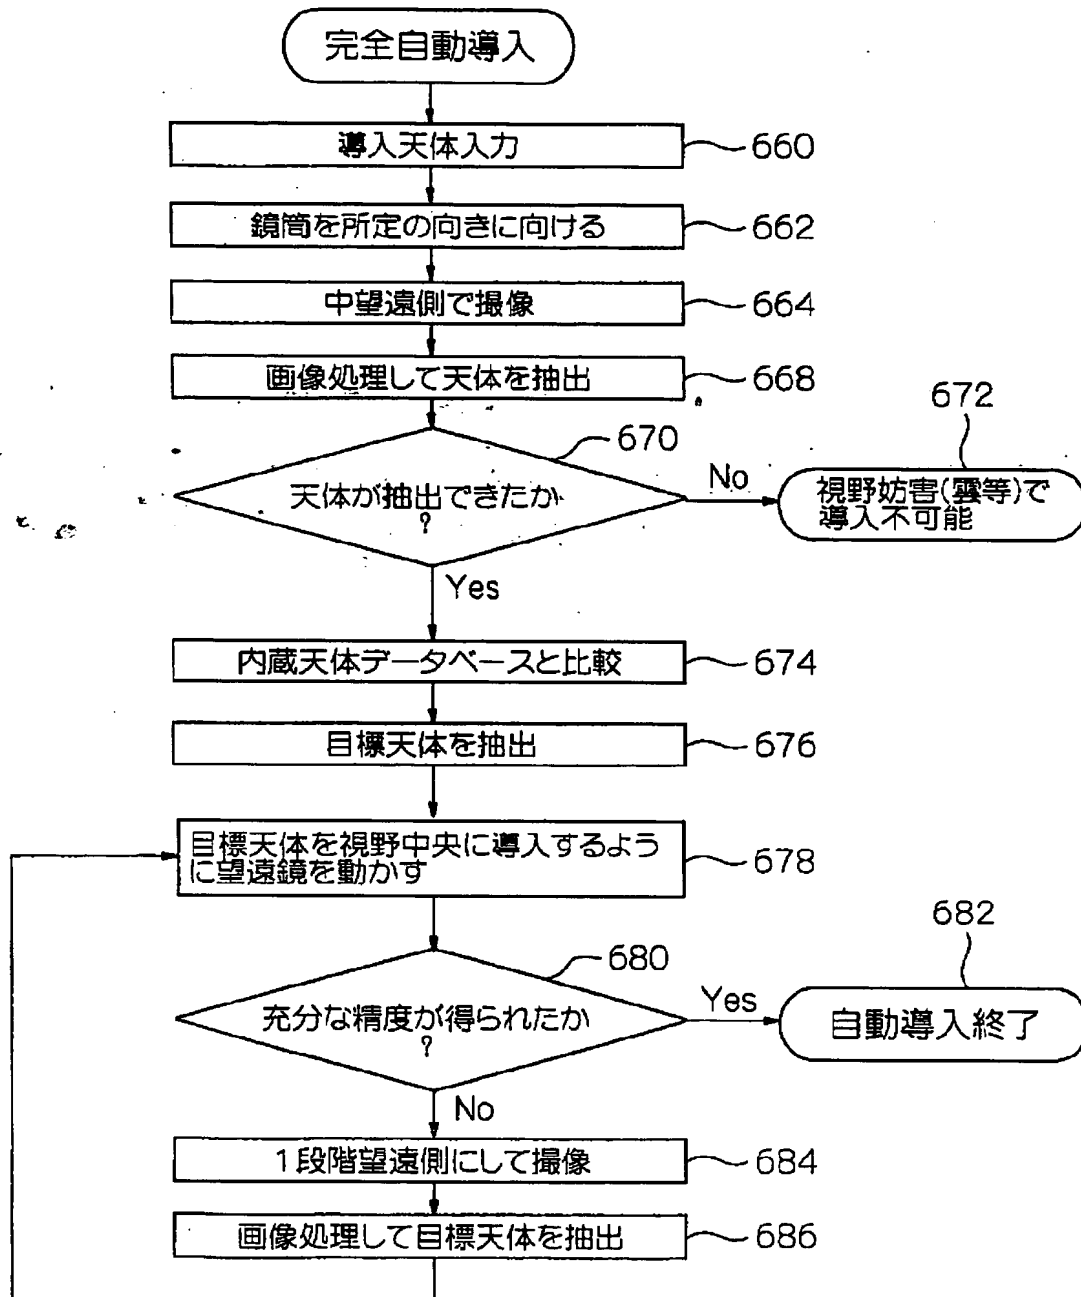 完全自動導入
導入天体入力
660
鏡筒を所定の向きに向ける
662
中望遠側で撮像
664
画像処理して天体を抽出
668
670
天体が抽出できたか
?
No
672
視野妨害(雲等)で
導入不可能
Yes
内蔵天体データベースと比較
674
目標天体を抽出
676
目標天体を視野中央に導入するよう
に望遠鏡を動かす
678
680
充分な精度が得られたか
?
Yes
682
自動導入終了
No
1段階望遠側にして撮像
684
画像処理して目標天体を抽出
686